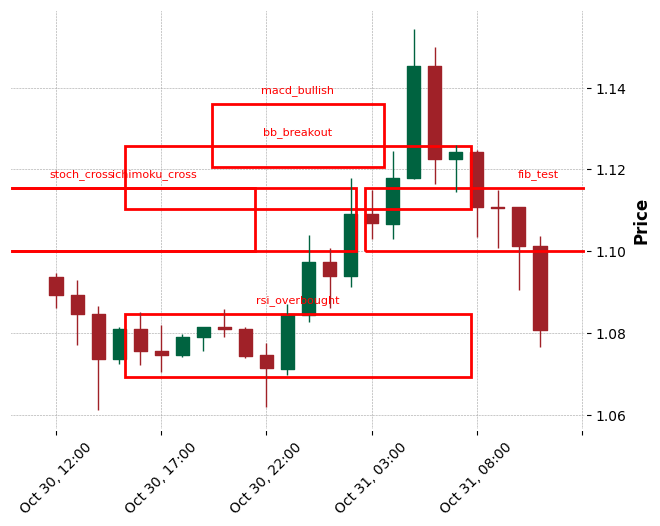 macd_bullish
1.14
bb_breakout
stoch_cross
ichimoku_cross
fib_test
1.12
Price
1.10
rsi_overbought
1.08
1.06
Oct 30, 12:00
Oct 30, 17:00
Oct 30, 22:00
Oct 31, 03:00
Oct 31, 08:00